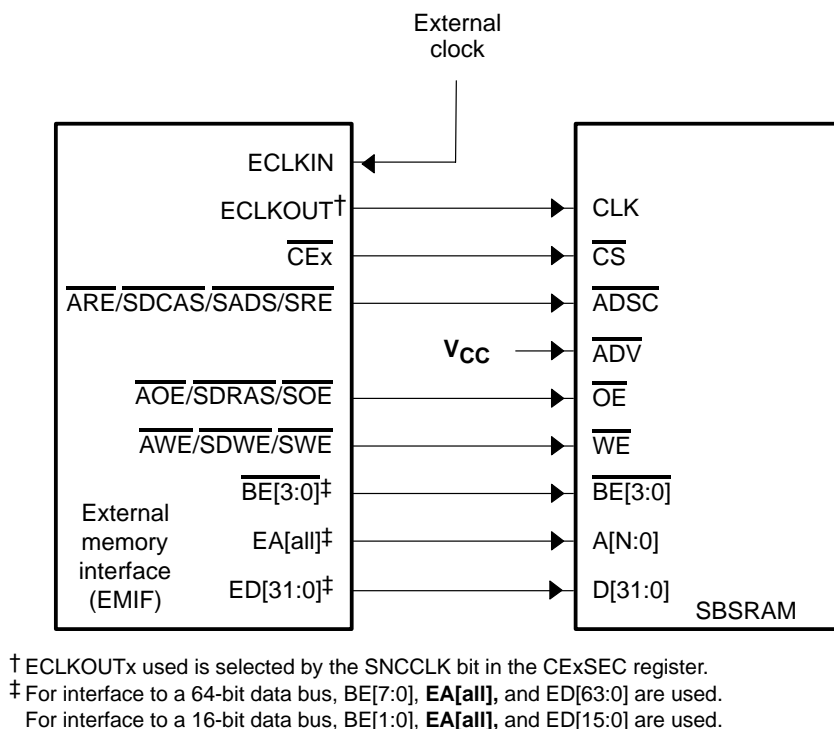 External
clock
ECLKIN
ECLKOUT†
CLK
CEx
CS
ARE/SDCAS/SADS/SRE
ADSC
VCC
ADV
AOE/SDRAS/SOE
OE
AWE/SDWE/SWE
WE
BE[3:0]‡
BE[3:0]
External
memory
interface
(EMIF)
EA[all]‡
A[N:0]
ED[31:0]‡
D[31:0]
SBSRAM
† ECLKOUTx used is selected by the SNCCLK bit in the CExSEC register.
‡ For interface to a 64-bit data bus, BE[7:0], EA[all], and ED[63:0] are used.
For interface to a 16-bit data bus, BE[1:0], EA[all], and ED[15:0] are used.